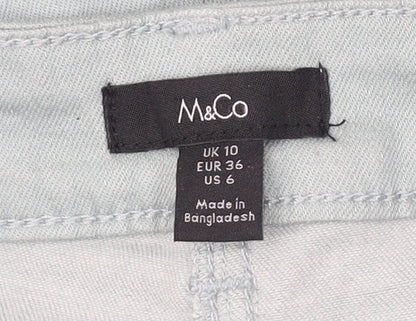 M&Co
UK 10
EUR 36
US 6
Made in
Bangladesh